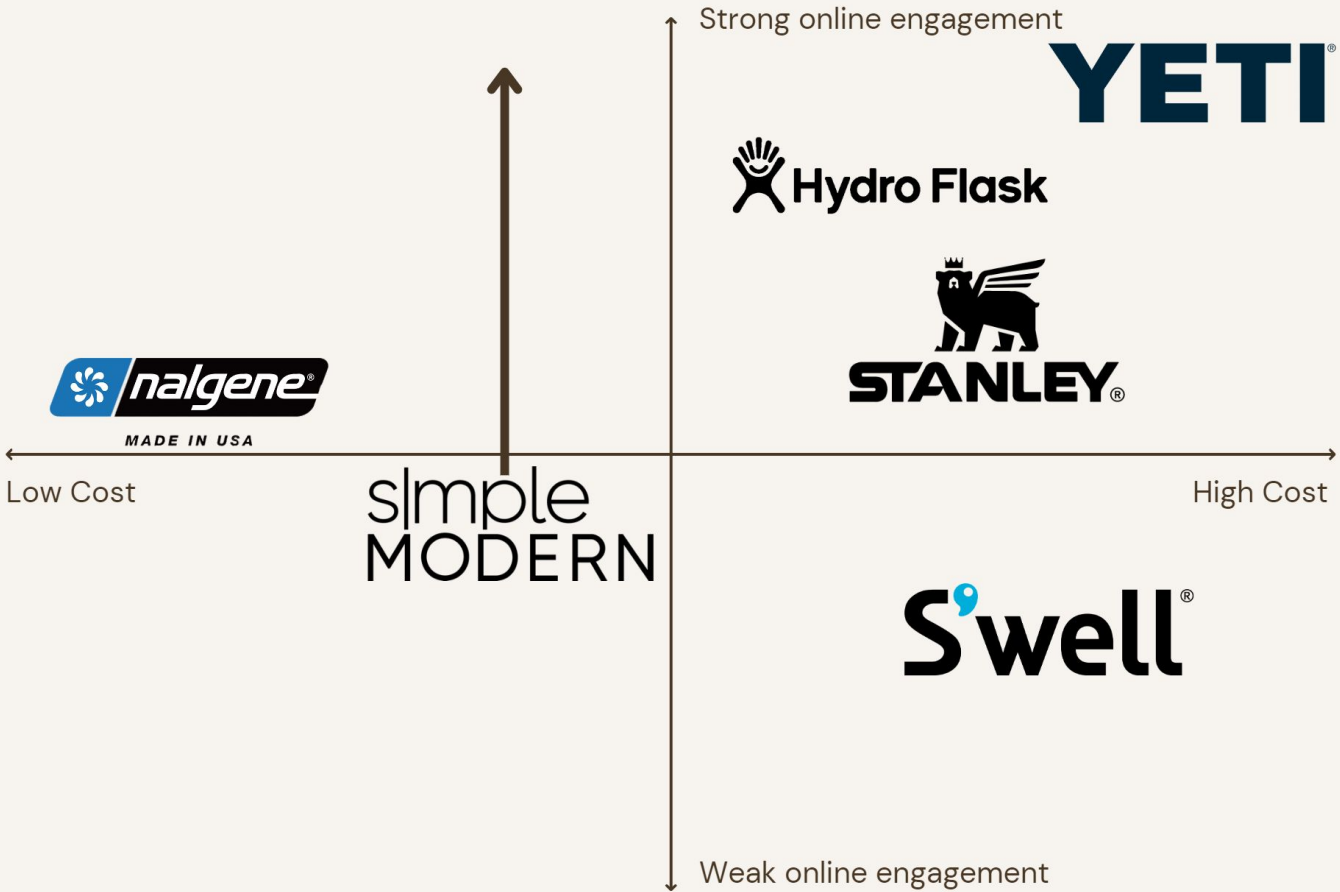 Strong online engagement
YETI®
Hydro Flask
STANLEY®
nalgene®
MADE IN USA
Low Cost
High Cost
sImple
MODERN
S'well®
Weak online engagement